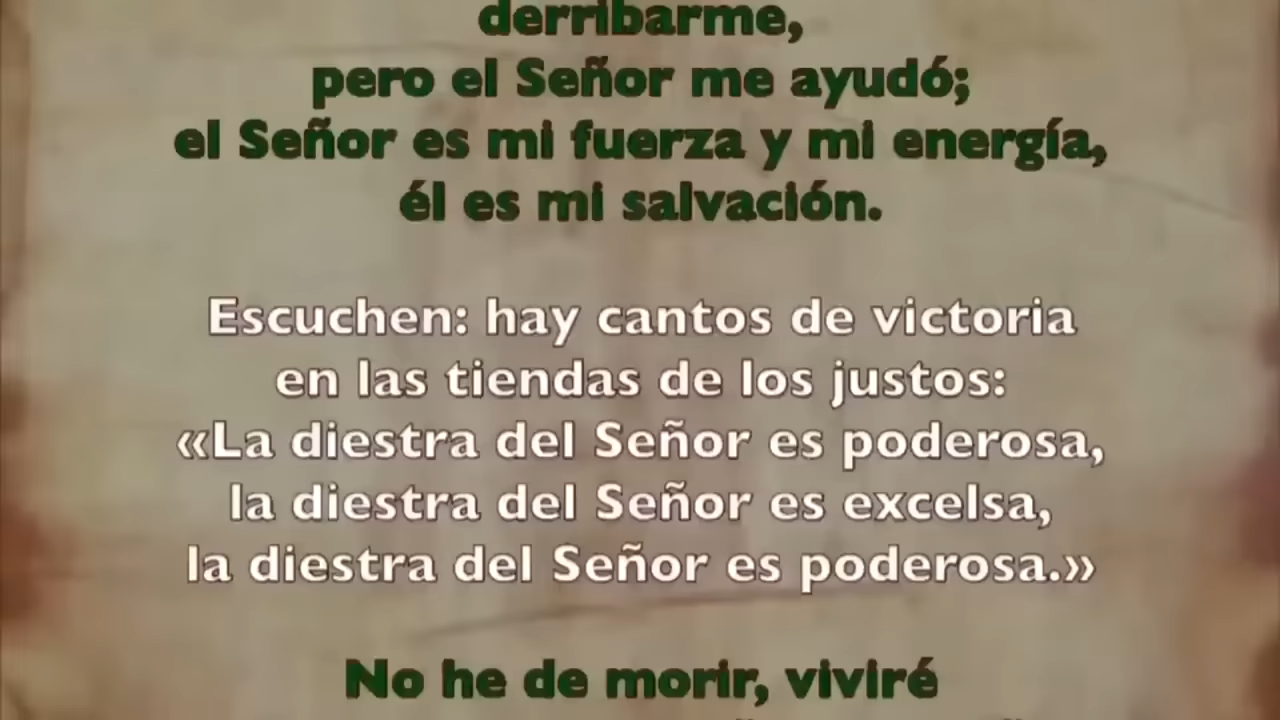 derribarme,
pero el Señor me ayudó;
el Señor es mi fuerza y mi energía,
él es mi salvación.
Escuchen: hay cantos de victoria
en las tiendas de los justos:
«La diestra del Señor es poderosa,
la diestra del Señor es excelsa,
la diestra del Señor es poderosa.»
No he de morir, viviré